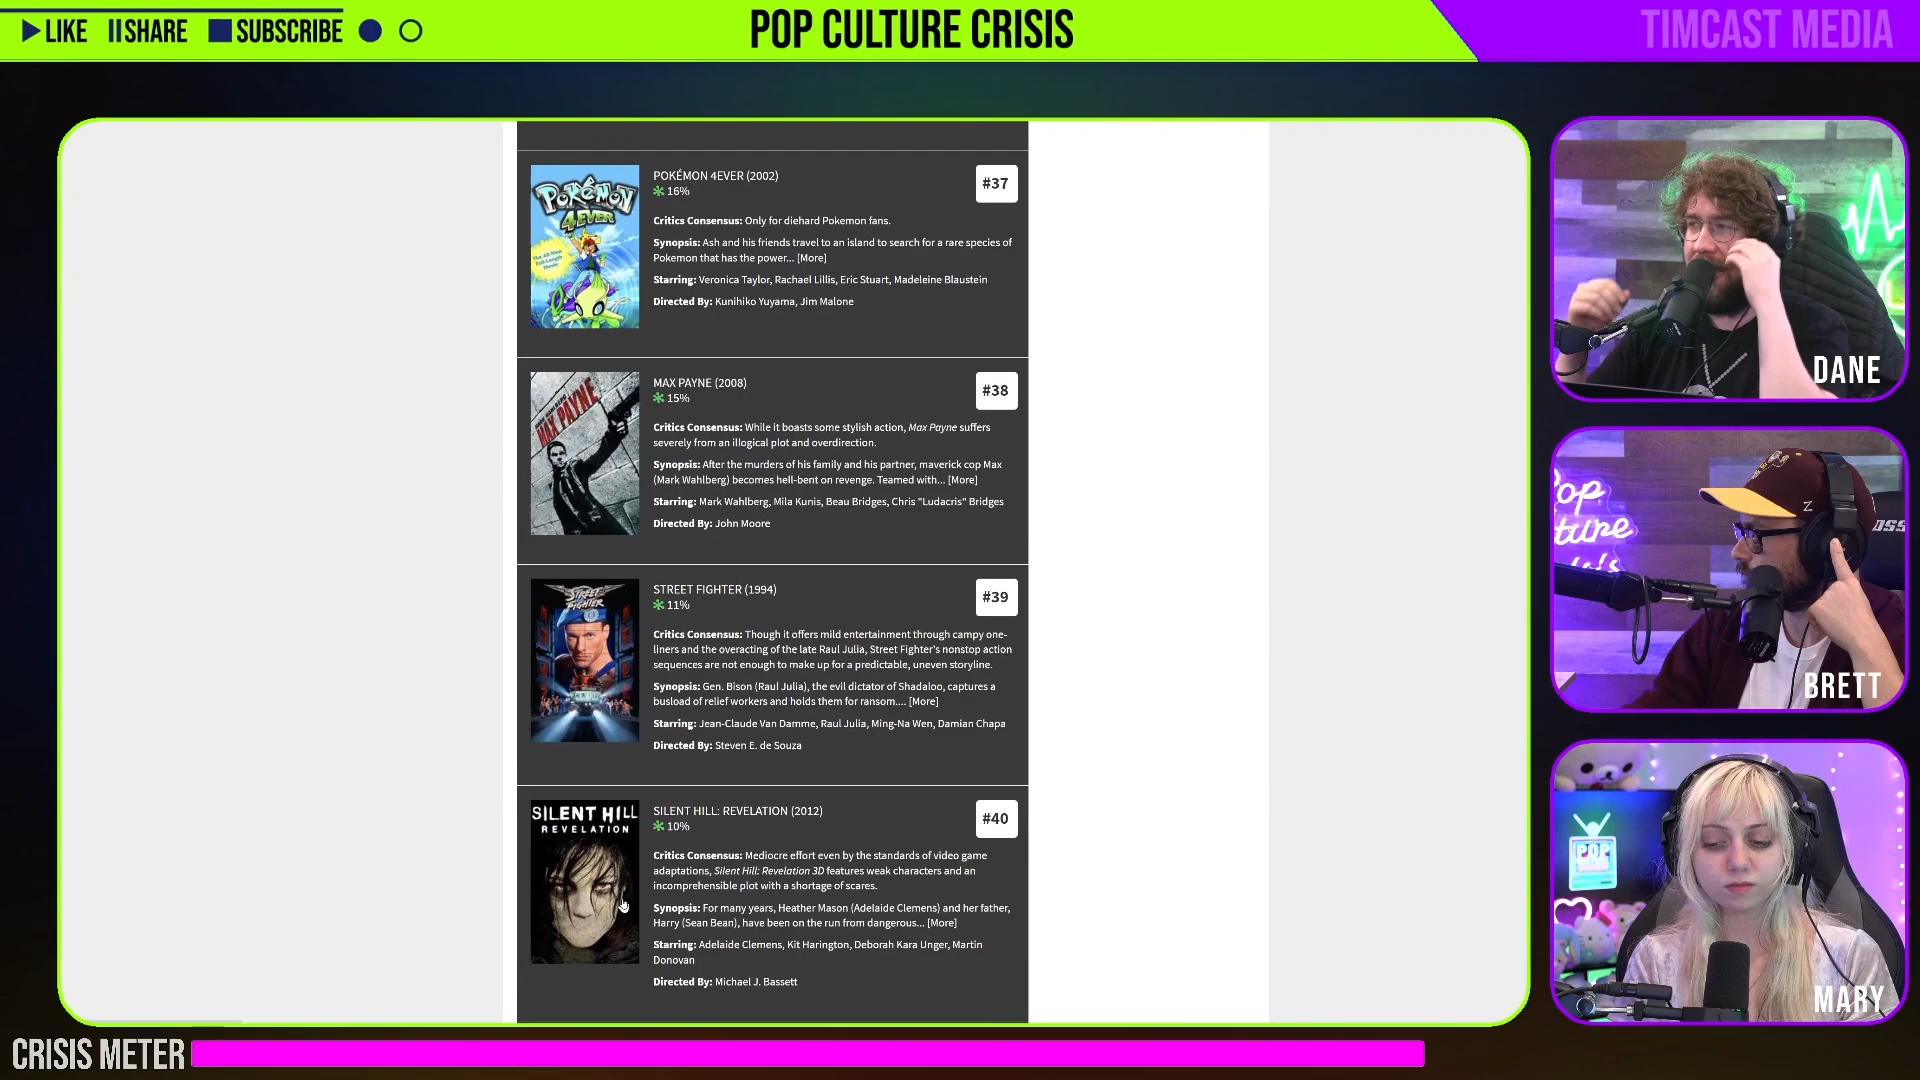 LIKE SHARE SUBSCRIBE
POP CULTURE CRISIS
TIMCAST MEDIA
POKÉMON 4EVER (2002)
16%
#37
Critics Consensus: Only for diehard Pokemon fans.
Synopsis: Ash and his friends travel to an island to search for a rare species of
Pokemon that has the power... [More]
Starring: Veronica Taylor, Rachael Lillis, Eric Stuart, Madeleine Blaustein
Directed By: Kunihiko Yuyama, Jim Malone
POKÉMON
4EVER
MAX PAYNE (2008)
15%
#38
Critics Consensus: While it boasts some stylish action, Max Payne suffers
severely from an illogical plot and overdirection.
Synopsis: After the murders of his family and his partner, maverick cop Max
(Mark Wahlberg) becomes hell-bent on revenge. Teamed with... [More]
Starring: Mark Wahlberg, Mila Kunis, Beau Bridges, Chris "Ludacris" Bridges
Directed By: John Moore
MAX PAYNE
STREET FIGHTER (1994)
11%
#39
Critics Consensus: Though it offers mild entertainment through campy one-
liners and the overacting of the late Raul Julia, Street Fighter's nonstop action
sequences are not enough to make up for a predictable, uneven storyline.
Synopsis: Gen. Bison (Raul Julia), the evil dictator of Shadaloo, captures a
busload of relief workers and holds them for ransom.... [More]
Starring: Jean-Claude Van Damme, Raul Julia, Ming-Na Wen, Damian Chapa
Directed By: Steven E. de Souza
STREET
FIGHTER
SILENT HILL: REVELATION (2012)
10%
#40
Critics Consensus: Mediocre effort even by the standards of video game
adaptations, Silent Hill: Revelation 3D features weak characters and an
incomprehensible plot with a shortage of scares.
Synopsis: For many years, Heather Mason (Adelaide Clemens) and her father,
Harry (Sean Bean), have been on the run from dangerous... [More]
Starring: Adelaide Clemens, Kit Harington, Deborah Kara Unger, Martin
Donovan
Directed By: Michael J. Bassett
SILENT HILL
REVELATION
DANE
BRETT
MARY
POP
CRISIS METER